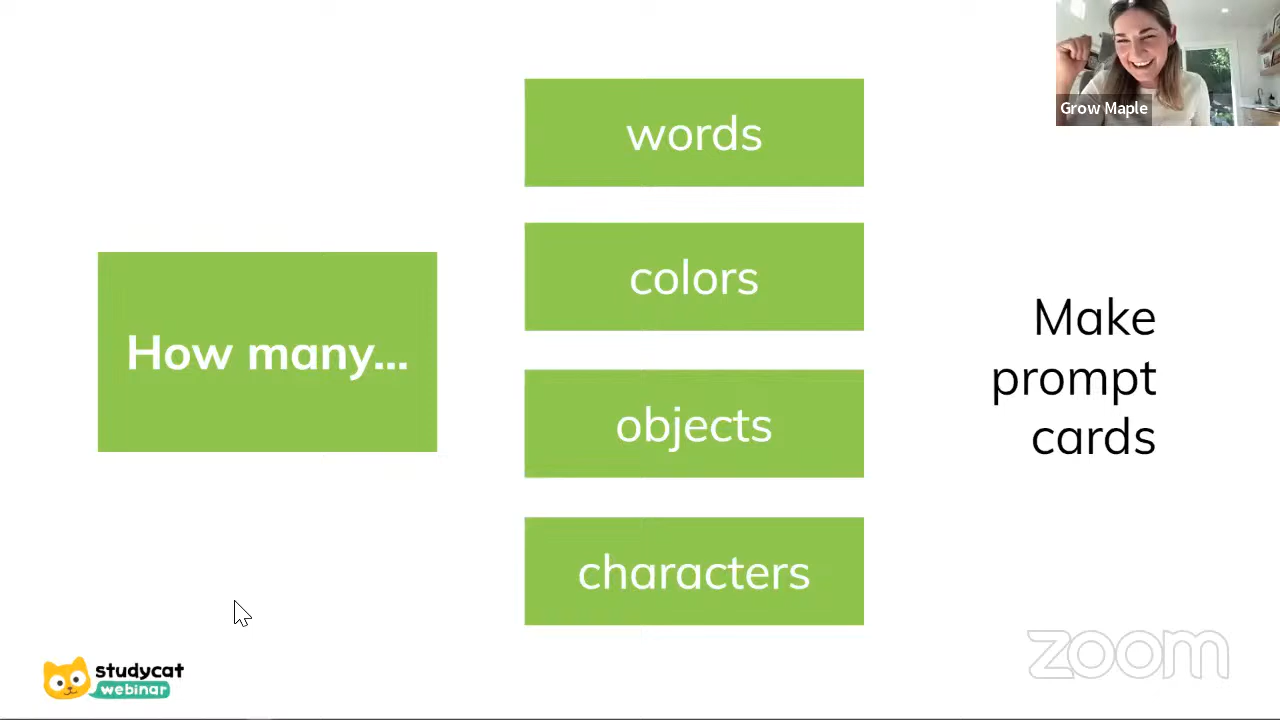 Grow Maple
How many...
words
colors
objects
characters
Make
prompt
cards
studycat
webinar
zoom